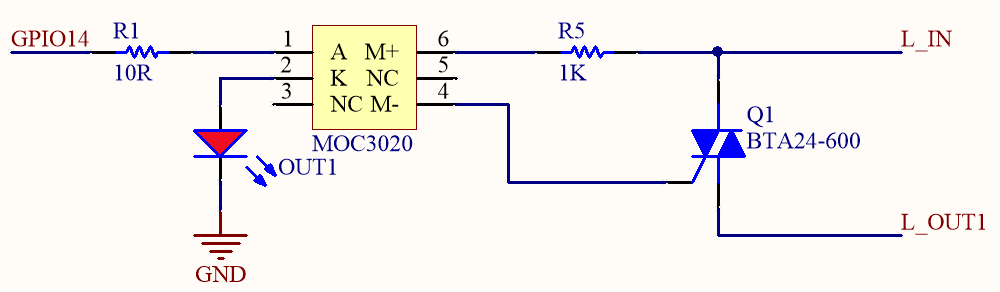 GPIO14
R1
10R
1
2
3
A M+
K NC
NC M-
6
5
4
MOC3020
R5
1K
L_IN
Q1
BTA24-600
OUT1
L_OUT1
GND